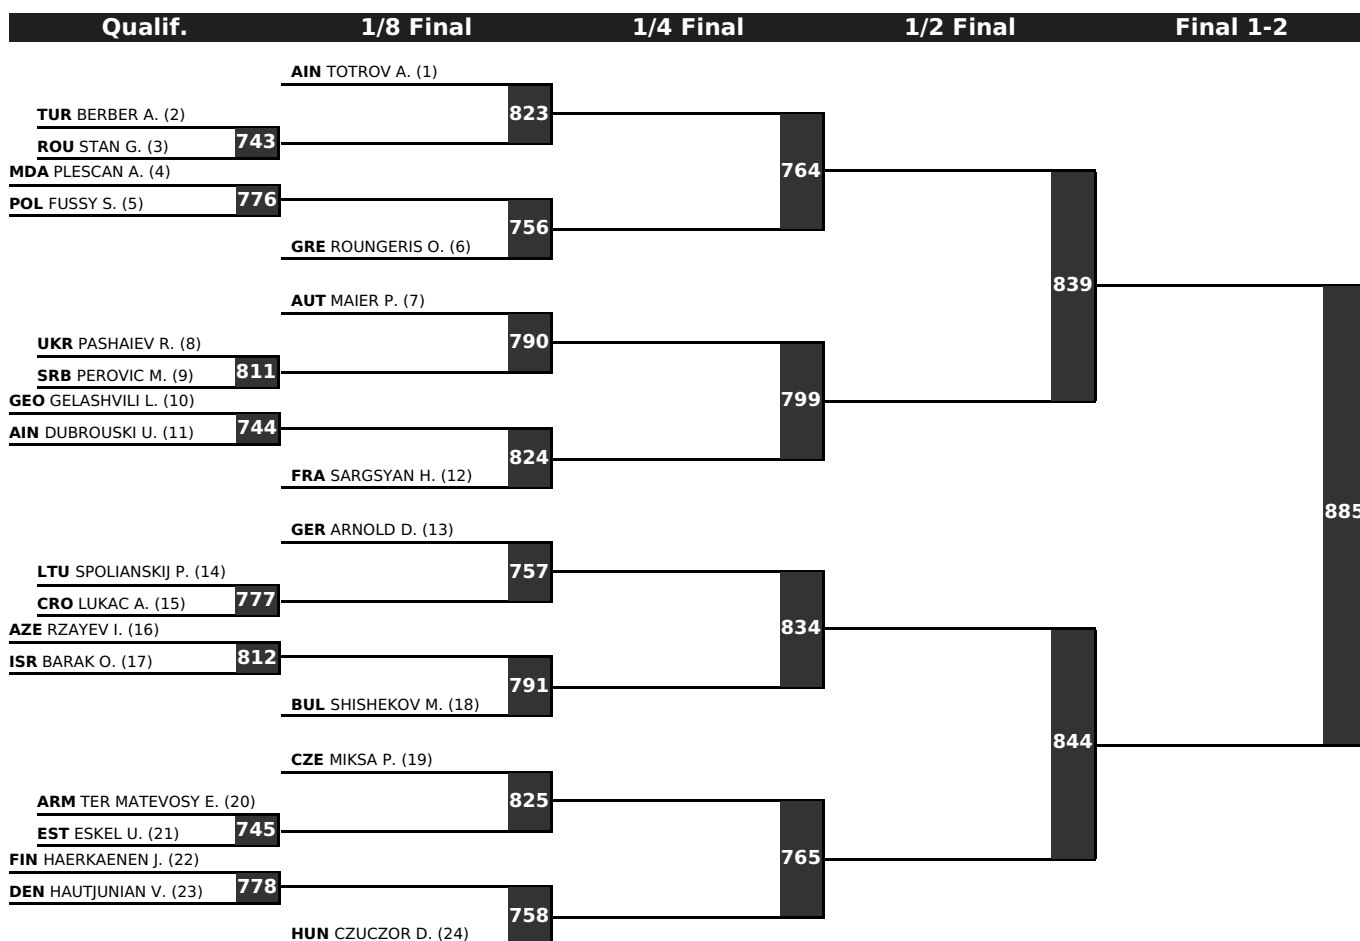 Qualif. 1/8 Final 1/4 Final 1/2 Final Final 1-2
AIN TOTROV A. (1)
823
TUR BERBER A. (2)
743
ROU STAN G. (3)
MDA PLESCAN A. (4)
764
776
POL FUSSY S. (5)
756
GRE ROUNGERIS O. (6)
839
AUT MAIER P. (7)
790
UKR PASHAIEV R. (8)
811
SRB PEROVIC M. (9)
GEO GELASHVILI L. (10)
799
744
AIN DUBROUSKI U. (11)
824
FRA SARGSYAN H. (12)
885
GER ARNOLD D. (13)
757
LTU SPOLIANSKIJ P. (14)
777
CRO LUKAC A. (15)
AZE RZAYEV I. (16)
834
812
ISR BARAK O. (17)
791
BUL SHISHEKOV M. (18)
844
CZE MIKSA P. (19)
825
ARM TER MATEVOSY E. (20)
745
EST ESKEL U. (21)
FIN HAERKAENEN J. (22)
765
778
DEN HAUTJUNIAN V. (23)
758
HUN CZUCZOR D. (24)